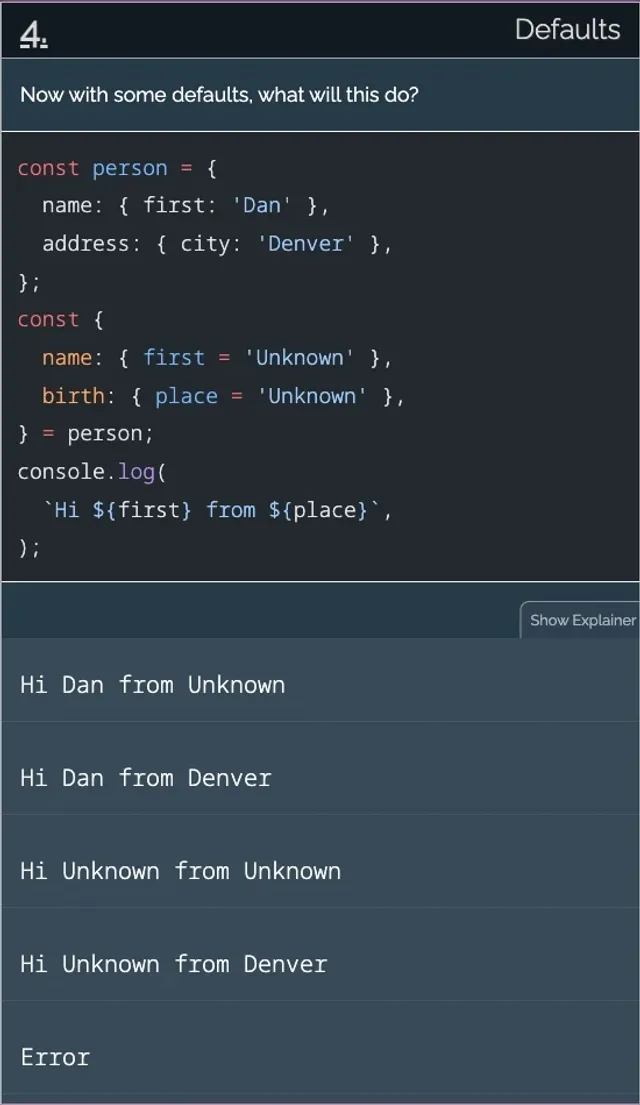 4.
Defaults
Now with some defaults, what will this do?
const person = {
  name: { first: 'Dan' },
  address: { city: 'Denver' },
};
const {
  name: { first = 'Unknown' },
  birth: { place = 'Unknown' },
} = person;
console.log(
  `Hi ${first} from ${place}`,
);
Show Explainer
Hi Dan from Unknown
Hi Dan from Denver
Hi Unknown from Unknown
Hi Unknown from Denver
Error